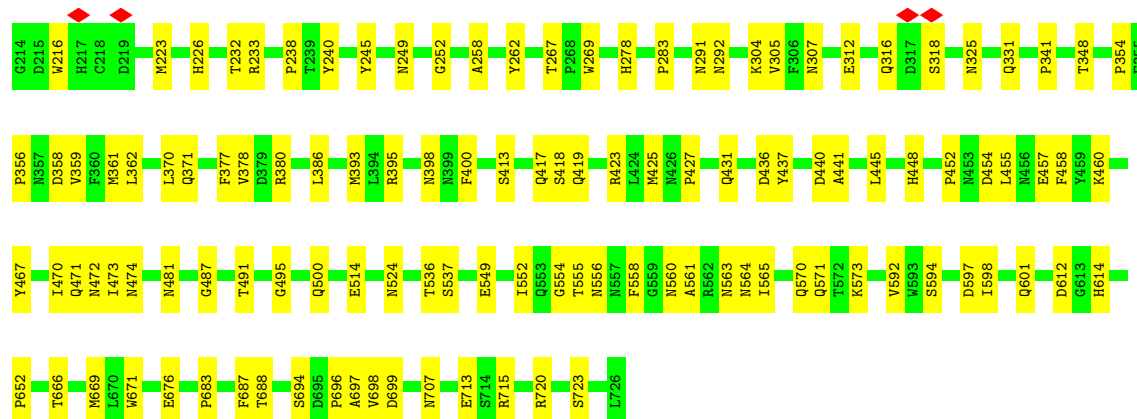 G214 D215 W216 H217 C218 D219 M223 H226 T232 R233 P238 T239 Y240 Y245 N249 G252 A258 Y262 T267 P268 W269 H278 P283 N291 N292 K304 V305 F306 N307 E312 Q316 D317 S318 N325 Q331 P341 T348 P354
P356 N357 D358 V359 F360 M361 L362 L370 Q371 F377 V378 D379 R380 L386 M393 L394 R395 N398 N399 F400 S413 Q417 S418 Q419 R423 L424 M425 N426 P427 Q431 D436 Y437 D440 A441 L445 H448 P452 N453 D454 L455 N456 E457 F458 Y459 K460
Y467 I470 Q471 N472 I473 N474 N481 G487 T491 G495 Q500 E514 N524 T536 S537 E549 I552 Q553 G554 T555 N556 N557 F558 G559 N560 A561 R562 N563 N564 I565 Q570 Q571 T572 K573 V592 W593 S594 D597 I598 Q601 D612 G613 H614
P652 T666 M669 L670 W671 E676 P683 F687 T688 S694 D695 P696 A697 V698 D699 N707 E713 S714 R715 R720 S723 L726